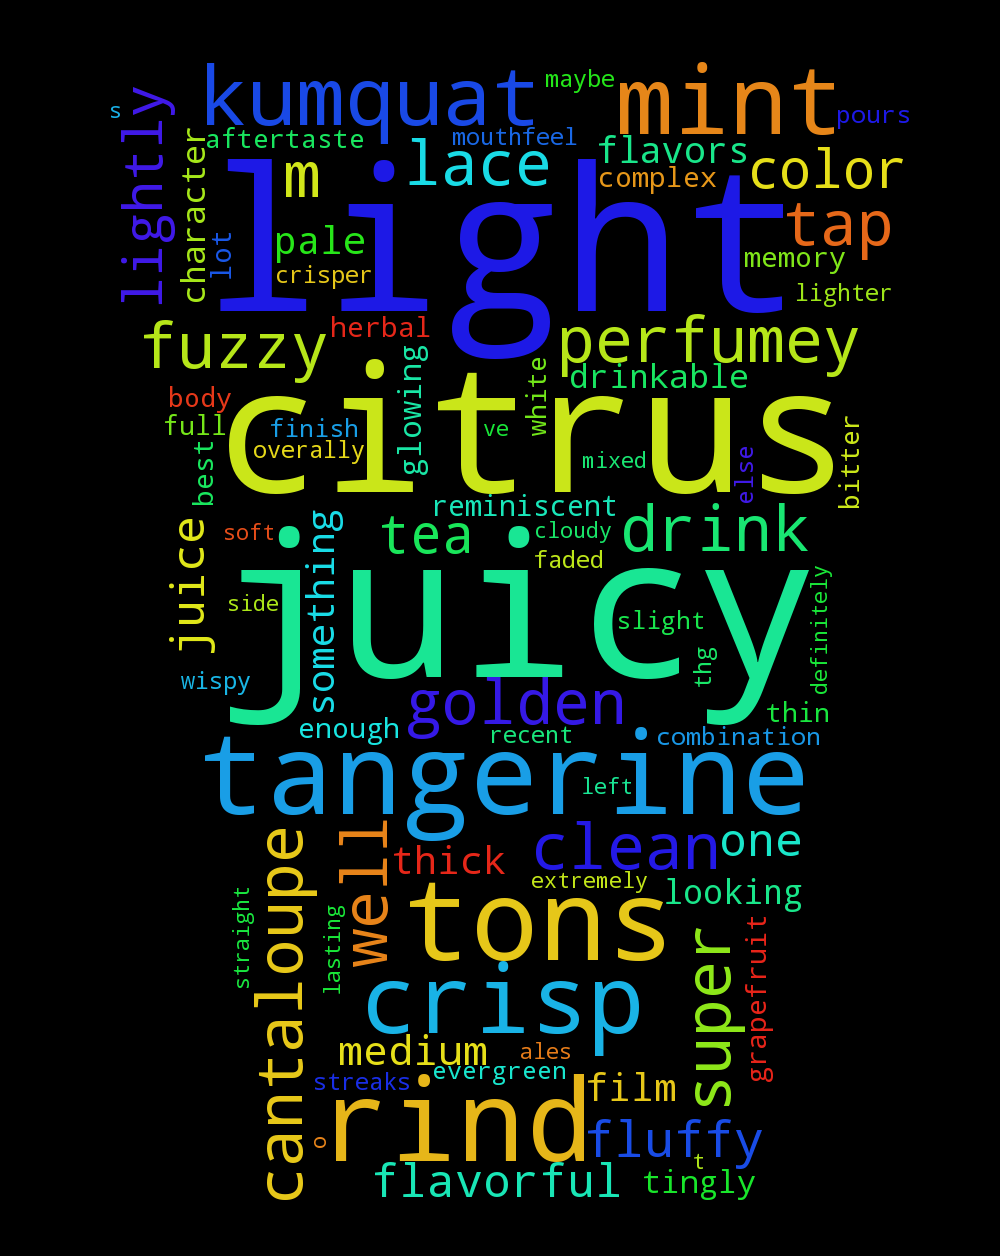 kumquat
maybe
mint
pours
s
lightly
character
aftertaste
mouthfeel
m
lace
flavors
complex
color
light
tap
lot
pale
crisper
memory
lighter
fuzzy
herbal
perfumey
body
full
finish
overally
glowing
citrus
ve
white
drinkable
mixed
else
bitter
best
reminiscent
juice
soft
something
tea
cloudy
faded
drink
side
juicy
slight
thg
definitely
wispy
golden
thin
enough
recent
combination
tangerine
left
cantaloupe
well
thick
clean
one
extremely
looking
straight
lasting
tons
super
grapefruit
crisp
medium
ales
streaks
evergreen
film
o
rind
fluffy
t
flavorful
tingly